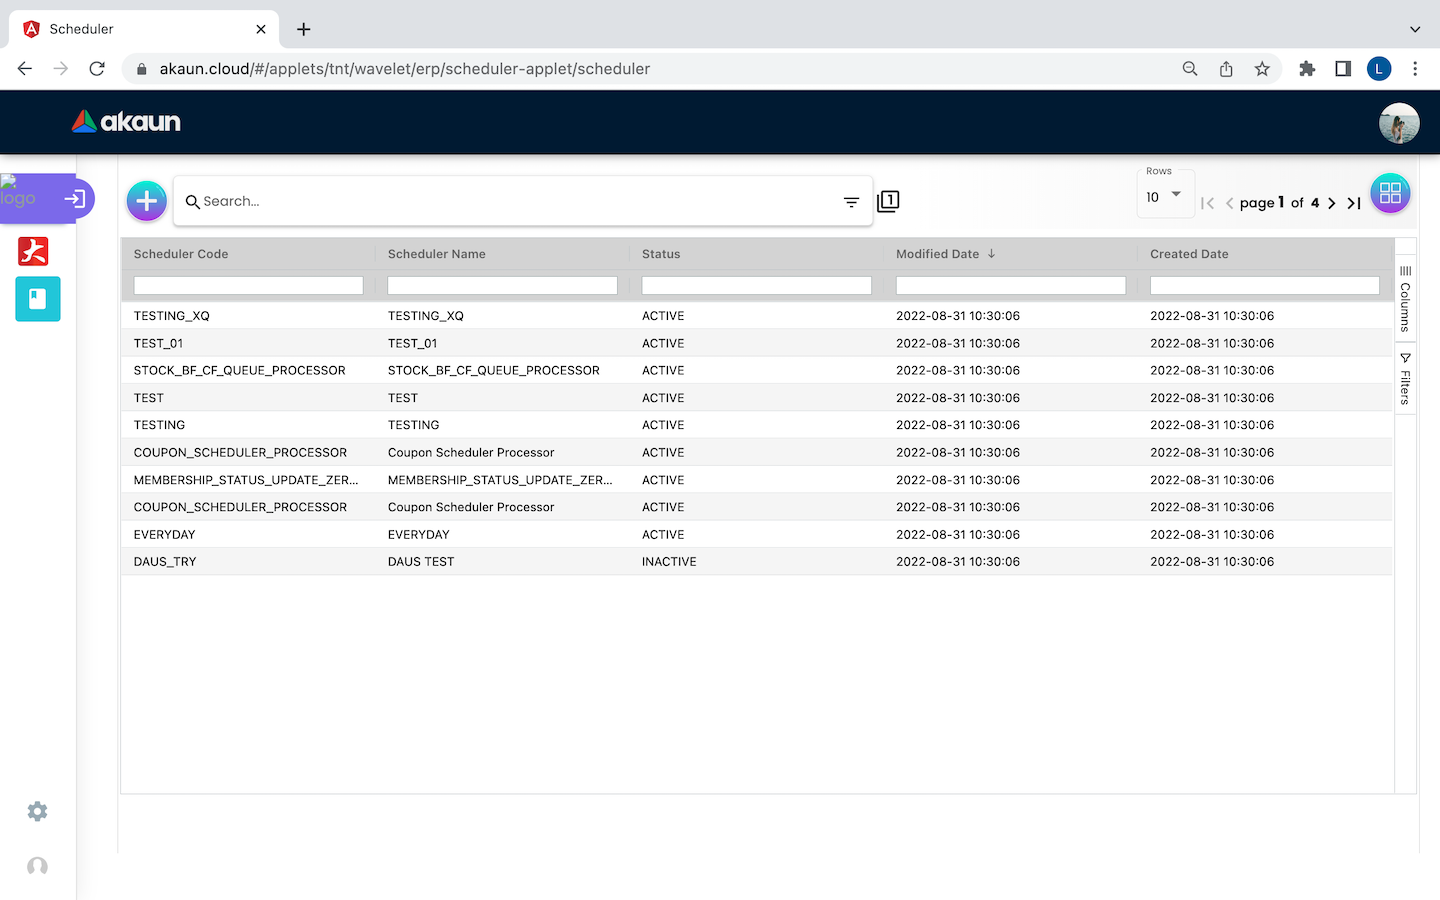 Scheduler
akaun.cloud/#/applets/tnt/wavelet/erp/scheduler-applet/scheduler
L
akaun
logo
Search...
1
Rows
10
page 1 of 4
Scheduler Code Scheduler Name Status Modified Date Created Date
TESTING_XQ TESTING_XQ ACTIVE 2022-08-31 10:30:06 2022-08-31 10:30:06
TEST_01 TEST_01 ACTIVE 2022-08-31 10:30:06 2022-08-31 10:30:06
STOCK_BF_CF_QUEUE_PROCESSOR STOCK_BF_CF_QUEUE_PROCESSOR ACTIVE 2022-08-31 10:30:06 2022-08-31 10:30:06
TEST TEST ACTIVE 2022-08-31 10:30:06 2022-08-31 10:30:06
TESTING TESTING ACTIVE 2022-08-31 10:30:06 2022-08-31 10:30:06
COUPON_SCHEDULER_PROCESSOR Coupon Scheduler Processor ACTIVE 2022-08-31 10:30:06 2022-08-31 10:30:06
MEMBERSHIP_STATUS_UPDATE_ZER... MEMBERSHIP_STATUS_UPDATE_ZER... ACTIVE 2022-08-31 10:30:06 2022-08-31 10:30:06
COUPON_SCHEDULER_PROCESSOR Coupon Scheduler Processor ACTIVE 2022-08-31 10:30:06 2022-08-31 10:30:06
EVERYDAY EVERYDAY ACTIVE 2022-08-31 10:30:06 2022-08-31 10:30:06
DAUS_TRY DAUS TEST INACTIVE 2022-08-31 10:30:06 2022-08-31 10:30:06
Columns
Filters